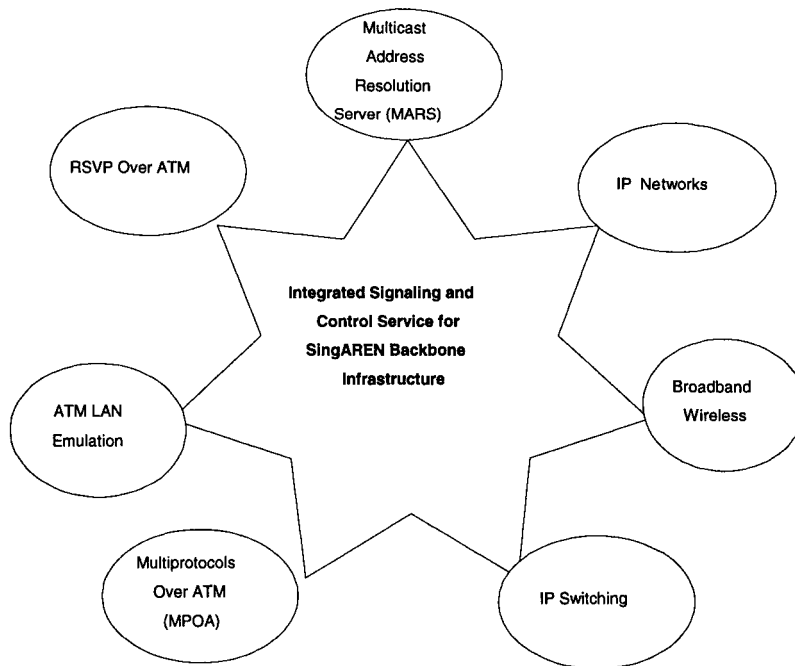 Multicast
Address
Resolution
Server (MARS)
RSVP Over ATM
IP Networks
Integrated Signaling and
Control Service for
SingAREN Backbone
Infrastructure
ATM LAN
Emulation
Broadband
Wireless
Multiprotocols
Over ATM
(MPOA)
IP Switching